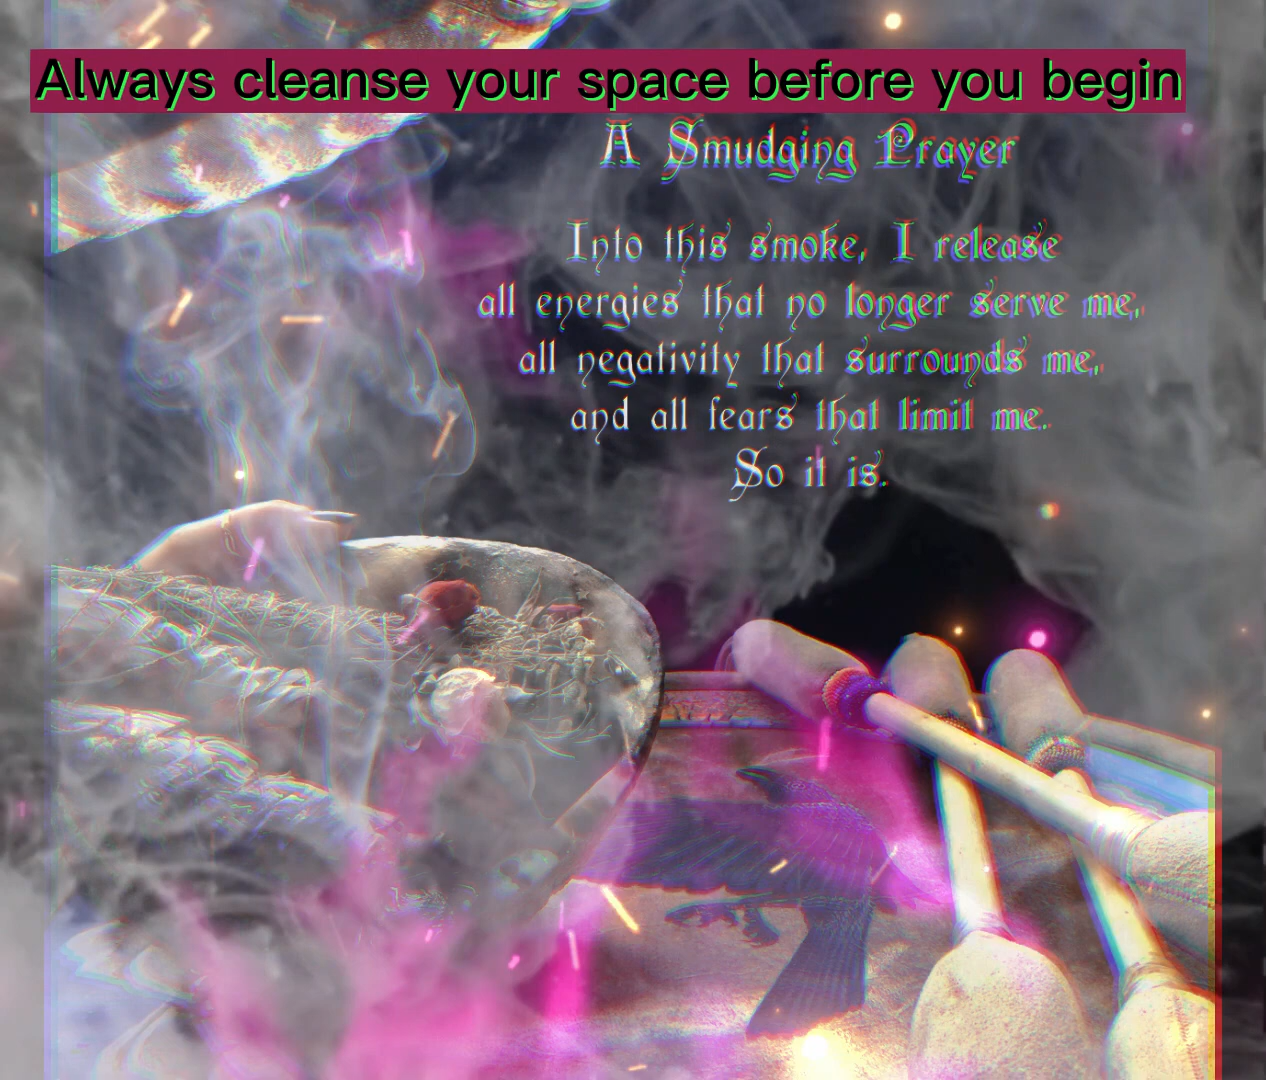 Always cleanse your space before you begin
A Smudging Prayer
Into this smoke, I release
all energies that no longer serve me,
all negativity that surrounds me,
and all fears that limit me.
So it is.